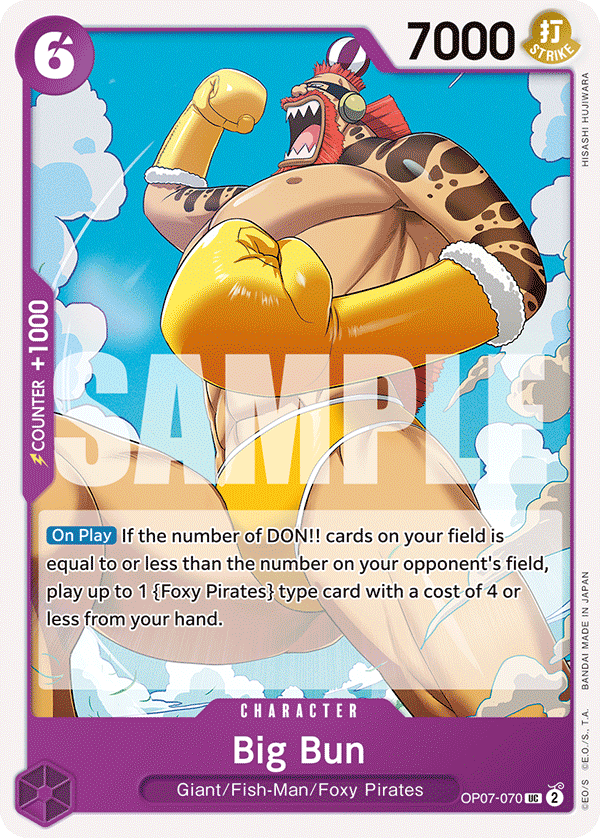 6
7000
打
STRIKE
HISASHI HUJIWARA
COUNTER +1000
SAMPLE
On Play If the number of DON!! cards on your field is
equal to or less than the number on your opponent's field,
play up to 1 {Foxy Pirates} type card with a cost of 4 or
less from your hand.
BANDAI MADE IN JAPAN
©E.O./S., T.A.
©EO/S
CHARACTER
Big Bun
Giant/Fish-Man/Foxy Pirates
OP07-070 UC 2